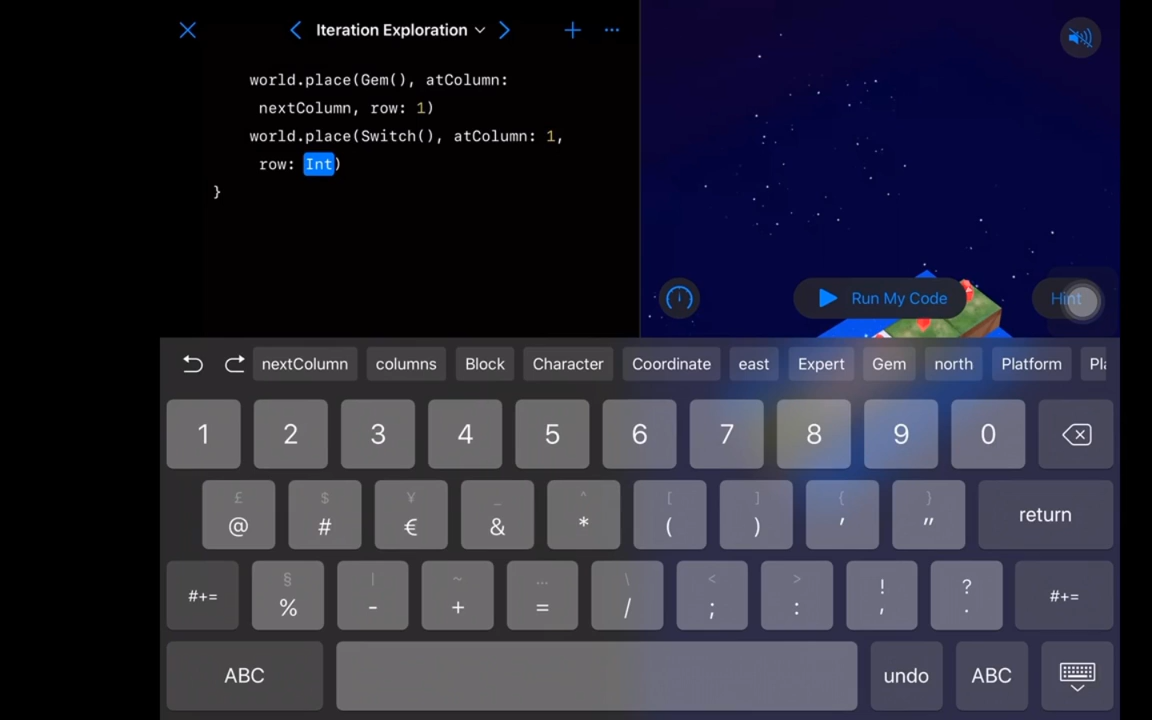 Iteration Exploration
world.place(Gem(), atColumn:
nextColumn, row: 1)
world.place(Switch(), atColumn: 1,
row: Int)
}
Run My Code
Hint
nextColumn columns Block Character Coordinate east Expert Gem north Platform Pla
1 2 3 4 5 6 7 8 9 0
£ $ ¥ _ ^ [ ] { }
@ # € & * ( ) ' " return
§ | ~ … \ < > ! ?
#+= % - + = / ; : , . #+=
ABC undo ABC